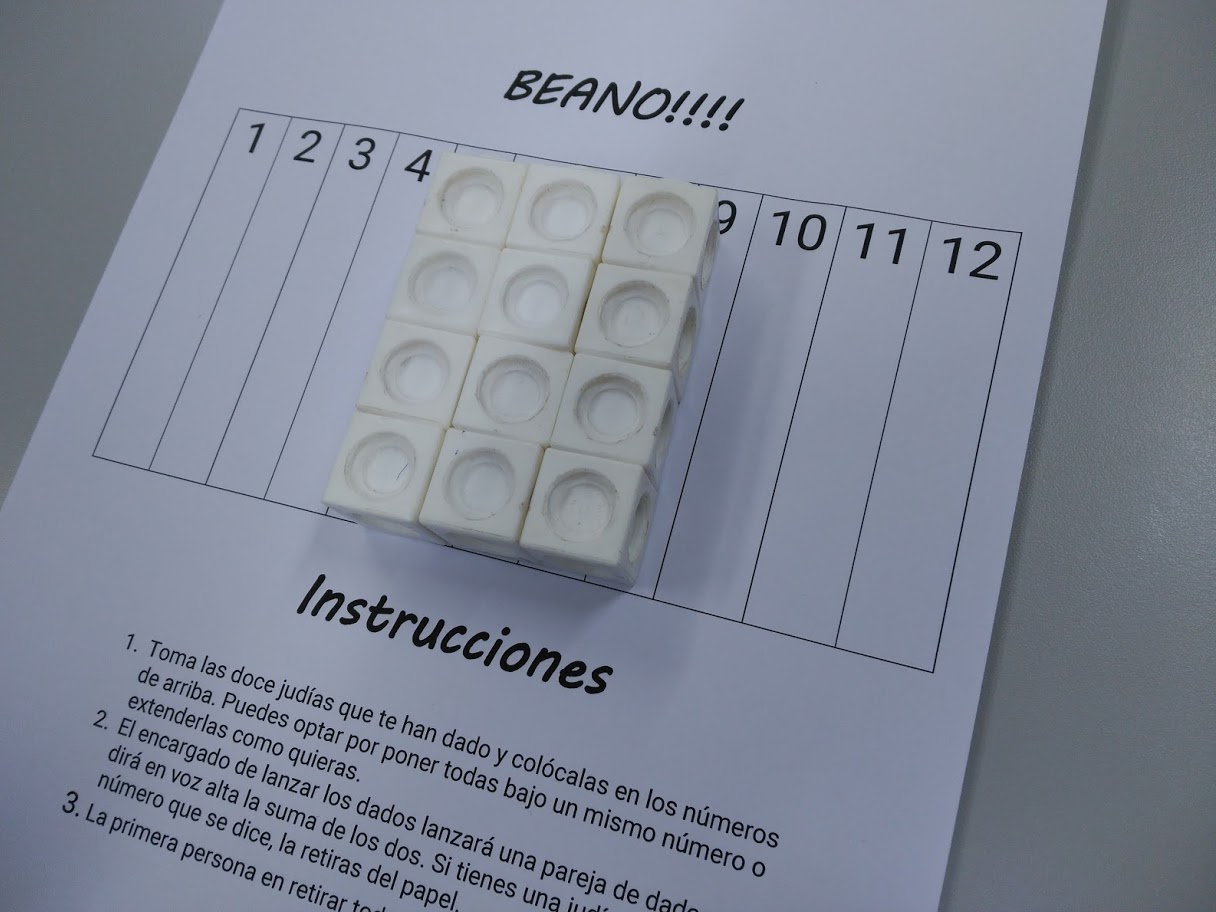 BEANO!!!!
1 2 3 4 9 10 11 12
Instrucciones
1. Toma las doce judías que te han dado y colócalas en los números
de arriba. Puedes optar por poner todas bajo un mismo número o
extenderlas como quieras.
2. El encargado de lanzar los dados lanzará una pareja de
dirá en voz alta la suma de los dos. Si tienes una
número que se dice, la retiras del papel.
3. La primera persona en retirar